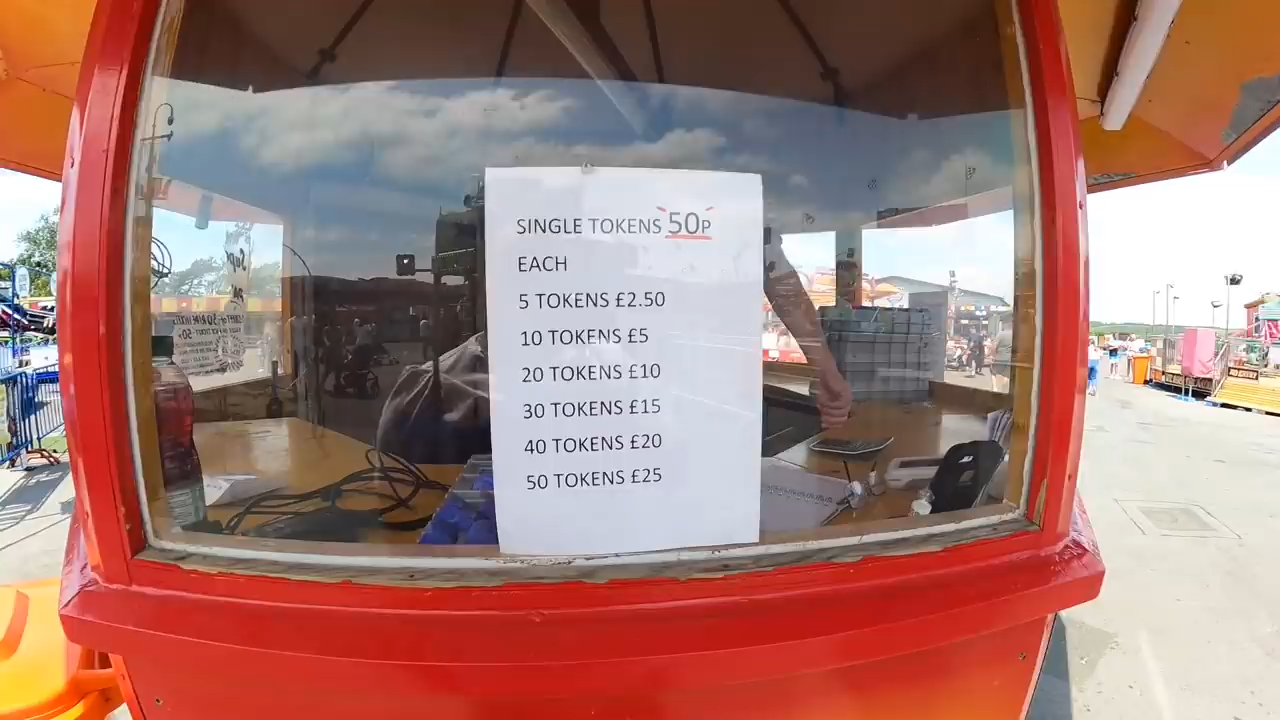 SINGLE TOKENS 50P
EACH
5 TOKENS £2.50
10 TOKENS £5
20 TOKENS £10
30 TOKENS £15
40 TOKENS £20
50 TOKENS £25